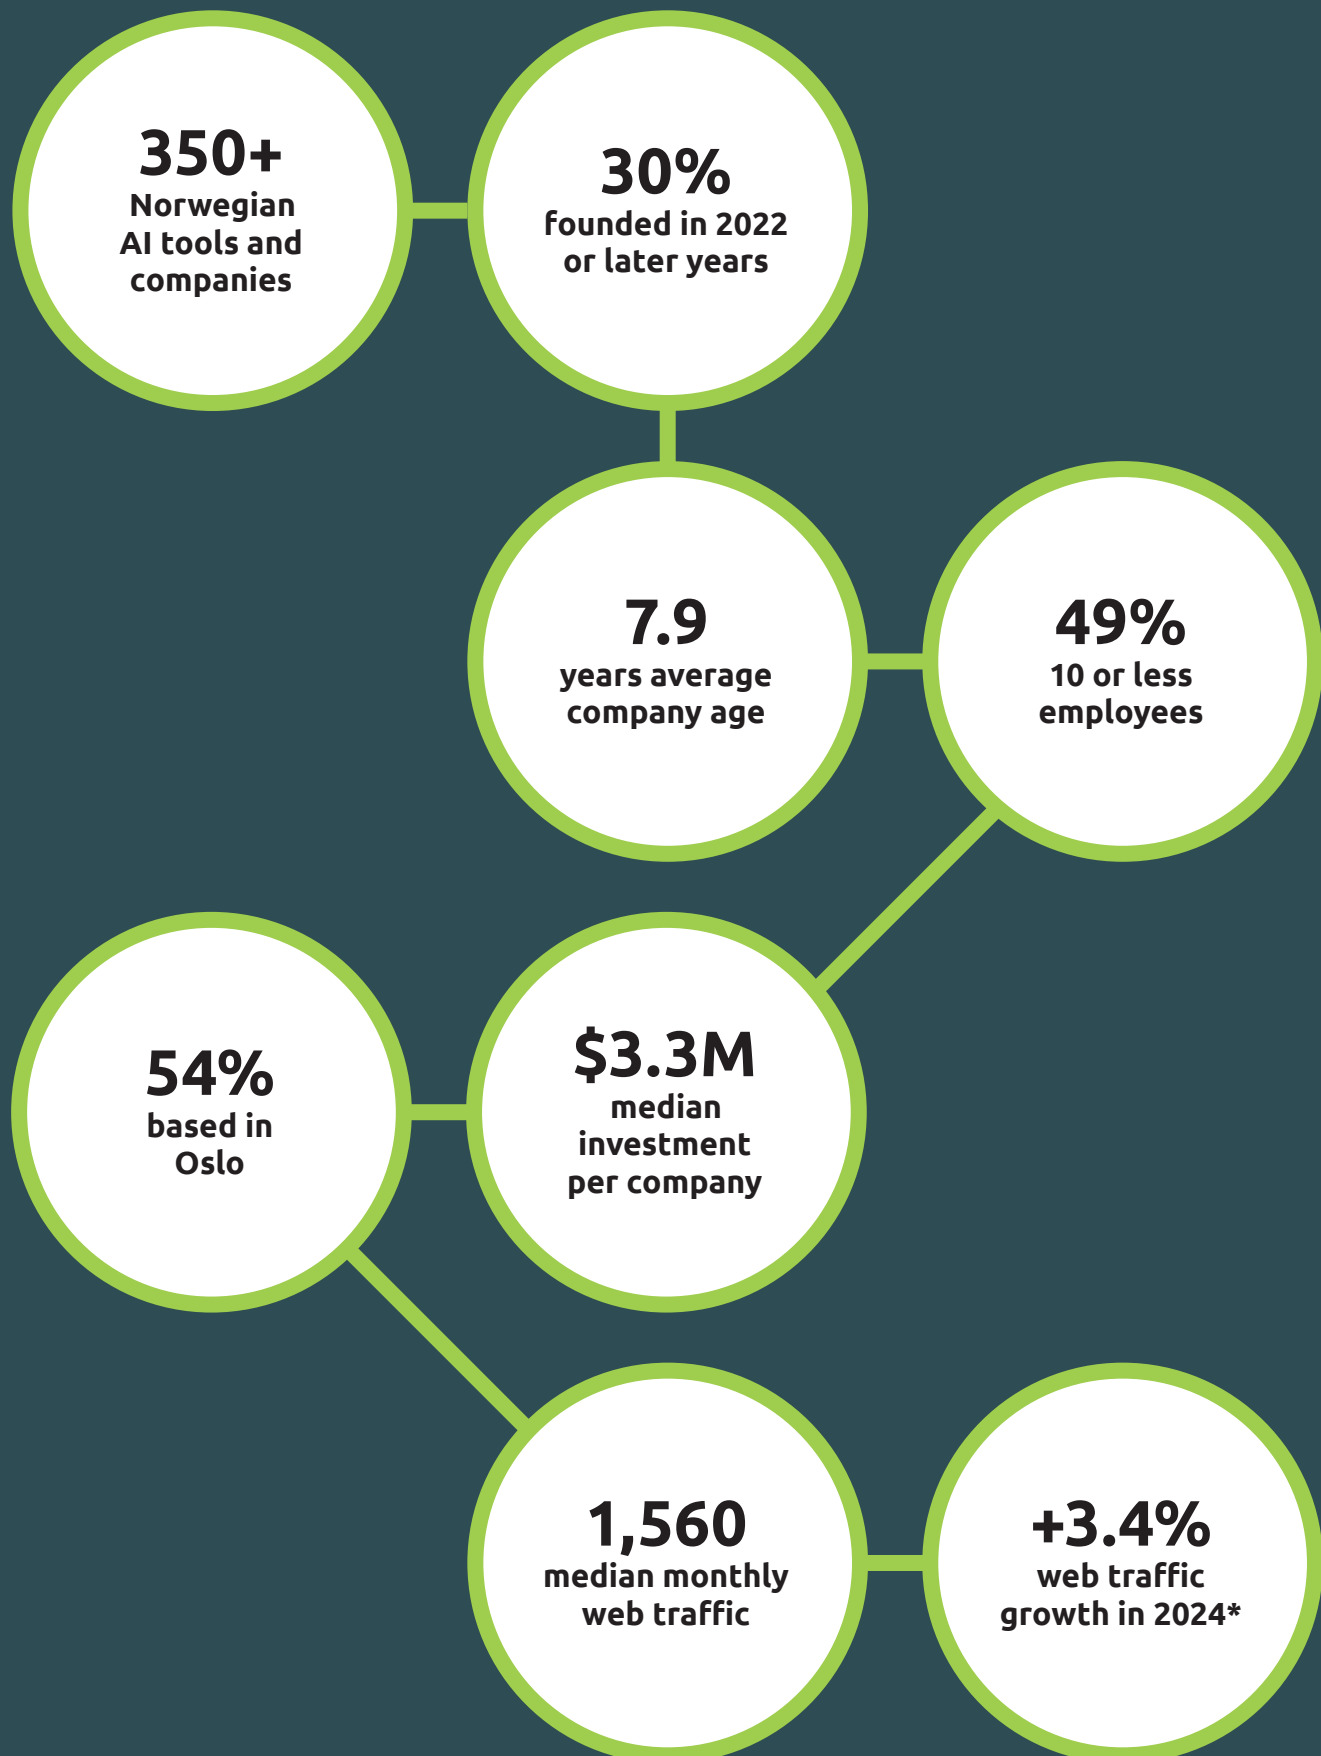 350+
Norwegian
AI tools and
companies
30%
founded in 2022
or later years
7.9
years average
company age
49%
10 or less
employees
$3.3M
median
investment
per company
54%
based in
Oslo
1,560
median monthly
web traffic
+3.4%
web traffic
growth in 2024*